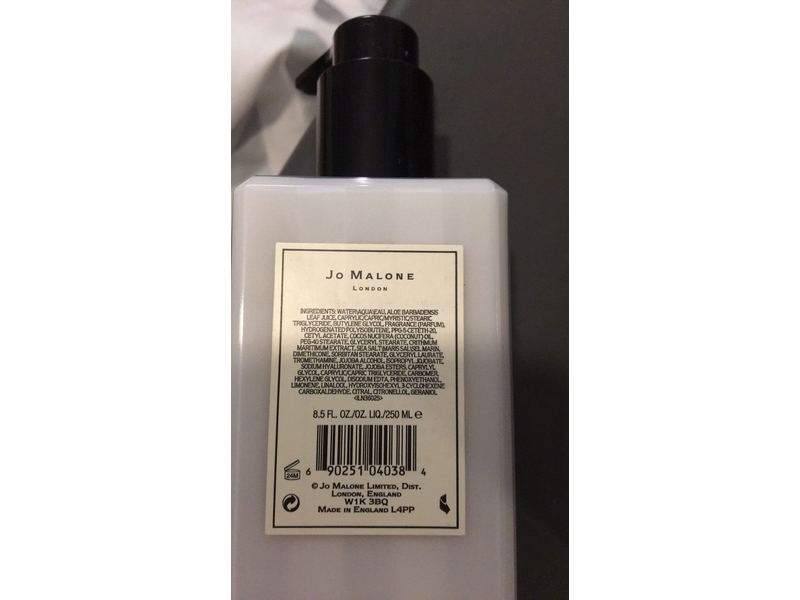 JO MALONE
LONDON
INGREDIENTS: WATER\AQUA\EAU, ALOE BARBADENSIS
LEAF JUICE, CAPRYLIC/CAPRIC/MYRISTIC/STEARIC
TRIGLYCERIDE, BUTYLENE GLYCOL, FRAGRANCE (PARFUM),
HYDROGENATED POLYISOBUTENE, PPG-5-CETETH-20,
CETYL ACETATE, COCOS NUCIFERA (COCONUT) OIL,
PEG-40 STEARATE, GLYCERYL STEARATE, CRITHMUM
MARITIMUM EXTRACT, SEA SALT\MARIS SAL\SEL MARIN,
DIMETHICONE, SORBITAN STEARATE, GLYCERYL LAURATE,
TROMETHAMINE, JOJOBA ALCOHOL, ISOPROPYL JOJOBATE,
SODIUM HYALURONATE, JOJOBA ESTERS, CAPRYLYL
GLYCOL, CAPRYLIC/CAPRIC TRIGLYCERIDE, CARBOMER,
HEXYLENE GLYCOL, DISODIUM EDTA, PHENOXYETHANOL,
LIMONENE, LINALOOL, HYDROXYISOHEXYL 3-CYCLOHEXENE
CARBOXALDEHYDE, CITRAL, CITRONELLOL, GERANIOL
<ILN36025>
8.5 FL. OZ./OZ. LIQ./250 ML ℮
24M
6 90251 04038 4
© JO MALONE LIMITED, DIST.
LONDON, ENGLAND
W1K 3BQ
MADE IN ENGLAND L4PP